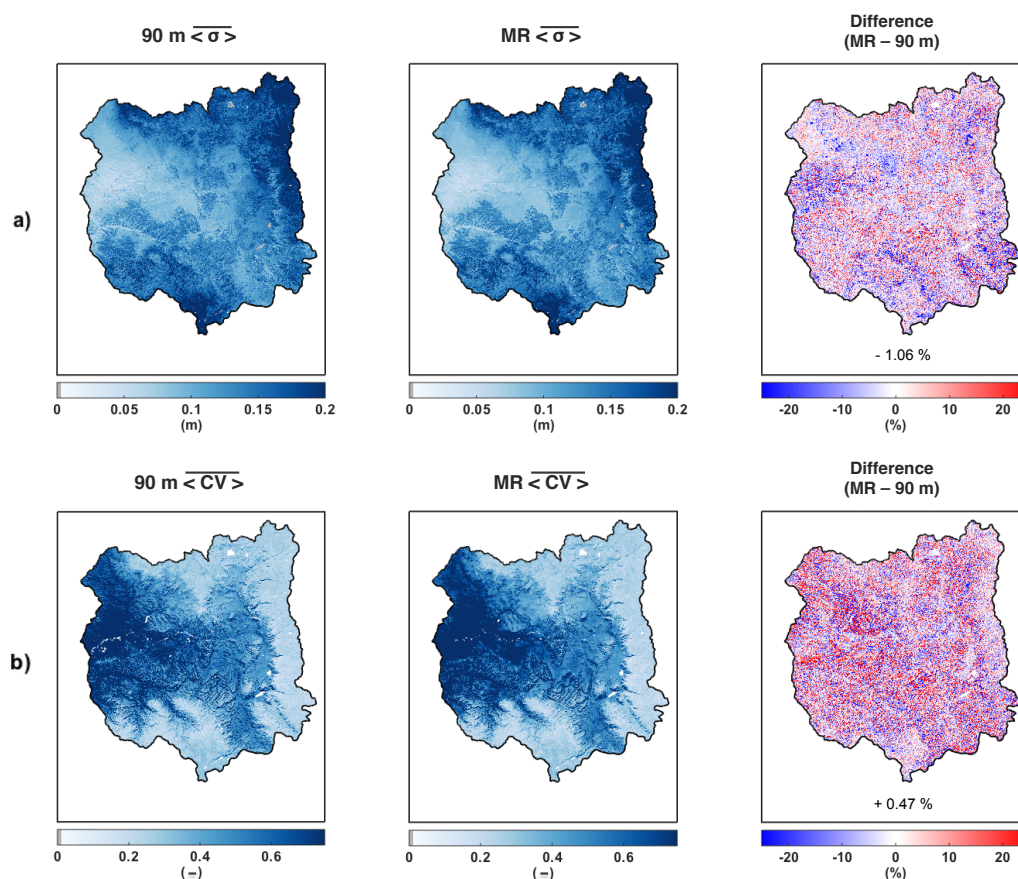 90 m < σ >
MR < σ >
Difference
(MR – 90 m)
a)
- 1.06 %
0 0.05 0.1 0.15 0.2
(m)
0 0.05 0.1 0.15 0.2
(m)
-20 -10 0 10 20
(%)
90 m < CV >
MR < CV >
Difference
(MR – 90 m)
b)
+ 0.47 %
0 0.2 0.4 0.6
( – )
0 0.2 0.4 0.6
( – )
-20 -10 0 10 20
(%)